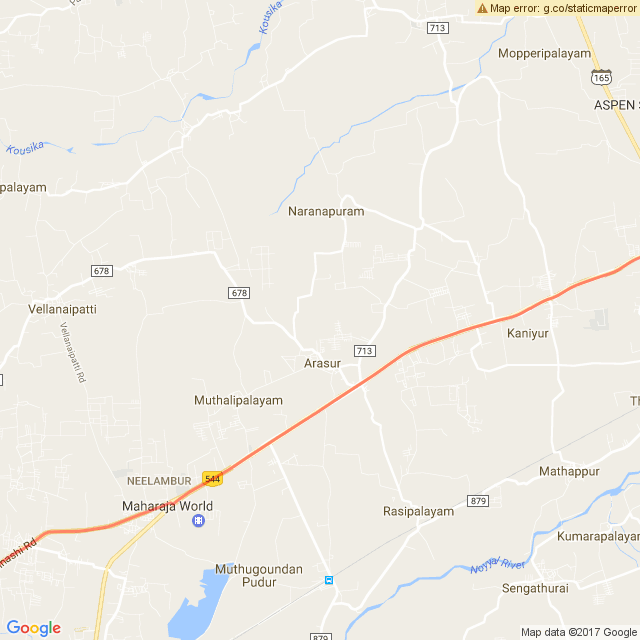 Map error: g.co/staticmaperror
Kousika
713
Mopperipalayam
165
ASPEN S
Kousika
palayam
Naranapuram
678
678
Vellanaipatti
Vellanaipatti Rd
Kaniyur
713
Arasur
Muthalipalayam
544
NEELAMBUR
Maharaja World
Mathappur
879
Rasipalayam
Kumarapalayam
Noyyal River
Muthugoundan
Pudur
Sengathurai
879
Google
Map data ©2017 Google